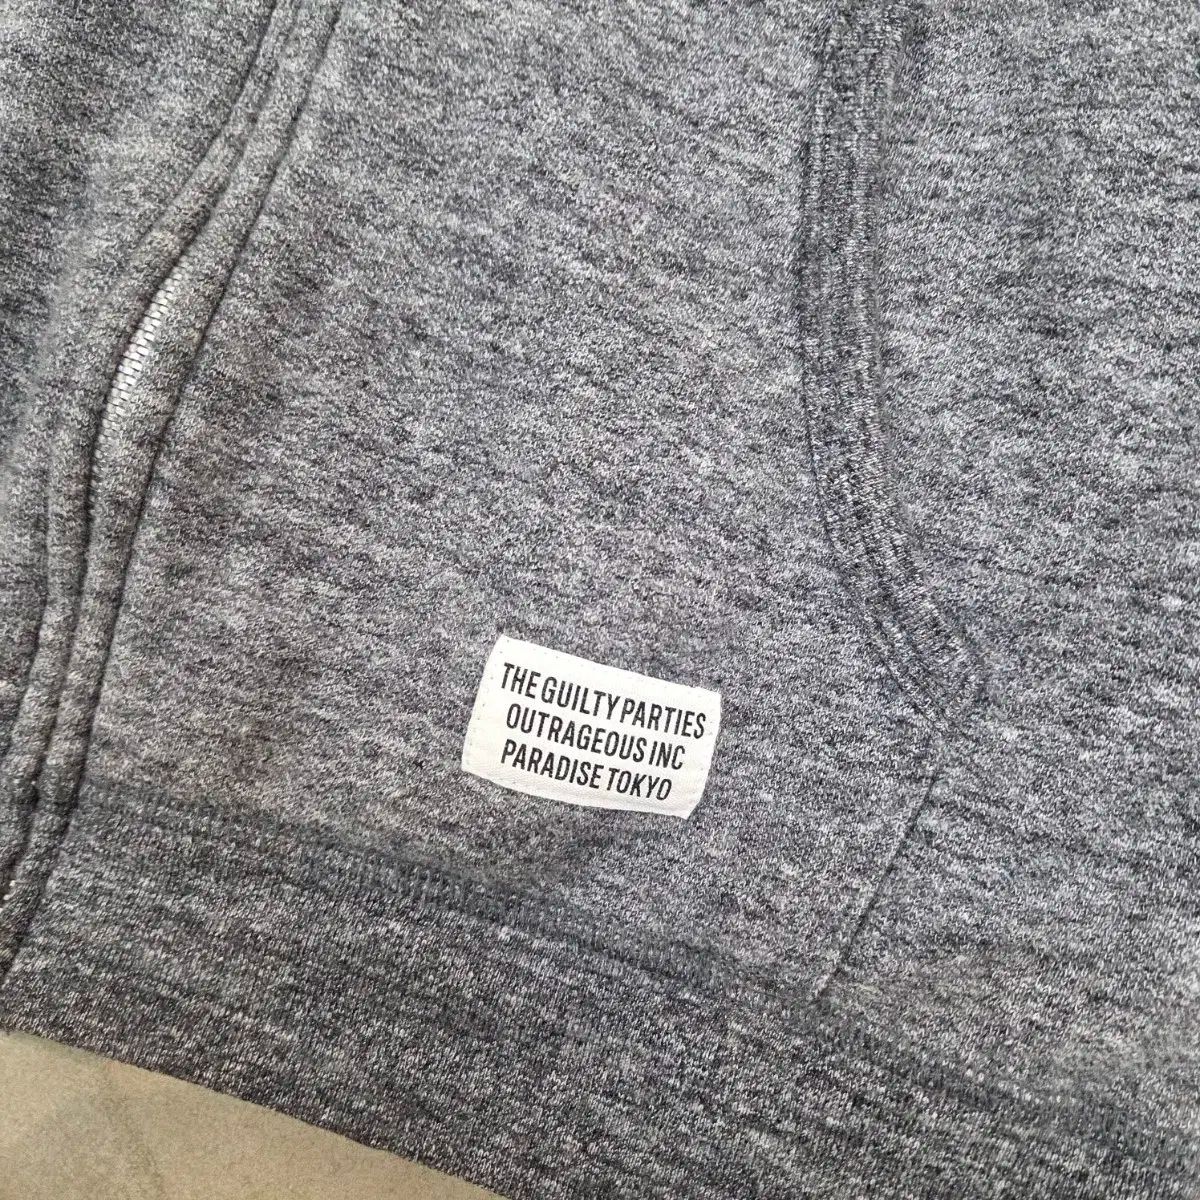 THE GUILTY PARTIES
OUTRAGEOUS INC
PARADISE TOKYO